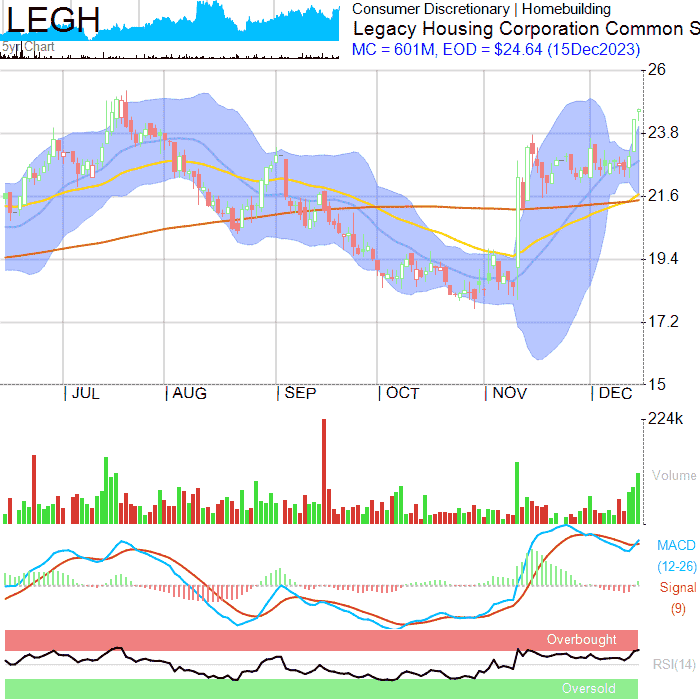 LEGH
5yr Chart
Consumer Discretionary | Homebuilding
Legacy Housing Corporation Common S
MC = 601M, EOD = $24.64 (15Dec2023)
26
23.8
21.6
19.4
17.2
15
JUL AUG SEP OCT NOV DEC
224k
Volume
MACD
(12-26)
Signal
(9)
Overbought
RSI(14)
Oversold